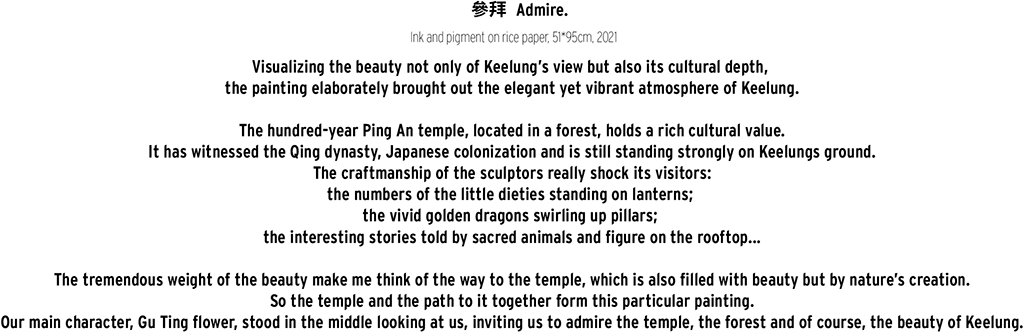 參拜 Admire.
Ink and pigment on rice paper, 51*95cm, 2021
Visualizing the beauty not only of Keelung's view but also its cultural depth,
the painting elaborately brought out the elegant yet vibrant atmosphere of Keelung.
The hundred-year Ping An temple, located in a forest, holds a rich cultural value.
It has witnessed the Qing dynasty, Japanese colonization and is still standing strongly on Keelungs ground.
The craftmanship of the sculptors really shock its visitors:
the numbers of the little dieties standing on lanterns;
the vivid golden dragons swirling up pillars;
the interesting stories told by sacred animals and figure on the rooftop...
The tremendous weight of the beauty make me think of the way to the temple, which is also filled with beauty but by nature's creation.
So the temple and the path to it together form this particular painting.
Our main character, Gu Ting flower, stood in the middle looking at us, inviting us to admire the temple, the forest and of course, the beauty of Keelung.